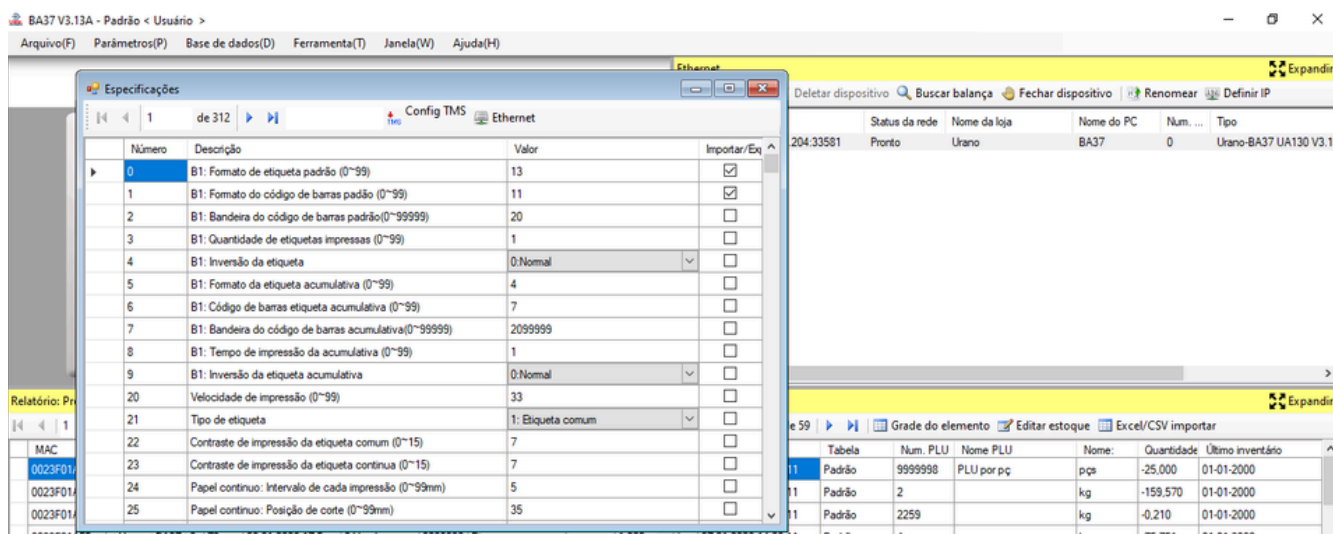 BA37 V3.13A - Padrão < Usuário >
Arquivo(F) Parâmetros(P) Base de dados(D) Ferramenta(T) Janela(W) Ajuda(H)
Ethernet Expandir
Especificações
Deletar dispositivo Buscar balança Fechar dispositivo Renomear Definir IP
1 de 312 Config TMS Ethernet
Status da rede Nome da loja Nome do PC Num. ... Tipo
.204:33581 Pronto Urano BA37 0 Urano-BA37 UA130 V3.1
Número Descrição Valor Importar/Exp
0 B1: Formato de etiqueta padrão (0~99) 13
1 B1: Formato do código de barras padão (0~99) 11
2 B1: Bandeira do código de barras padrão(0~99999) 20
3 B1: Quantidade de etiquetas impressas (0~99) 1
4 B1: Inversão da etiqueta 0:Normal
5 B1: Formato da etiqueta acumulativa (0~99) 4
6 B1: Código de barras etiqueta acumulativa (0~99) 7
7 B1: Bandeira do código de barras acumulativa(0~99999) 2099999
8 B1: Tempo de impressão da acumulativa (0~99) 1
9 B1: Inversão da etiqueta acumulativa 0:Normal
20 Velocidade de impressão (0~99) 33
21 Tipo de etiqueta 1: Etiqueta comum
22 Contraste de impressão da etiqueta comum (0~15) 7
23 Contraste de impressão da etiqueta continua (0~15) 7
24 Papel continuo: Intervalo de cada impressão (0~99mm) 5
25 Papel continuo: Posição de corte (0~99mm) 35
Relatório: Pr Expandir
1 e 59 Grade do elemento Editar estoque Excel/CSV importar
MAC Tabela Num. PLU Nome PLU Nome: Quantidade Último inventário
0023F01 11 Padrão 9999998 PLU por pç pçs -25,000 01-01-2000
0023F01 11 Padrão 2 kg -159,570 01-01-2000
0023F01 11 Padrão 2259 kg -0,210 01-01-2000